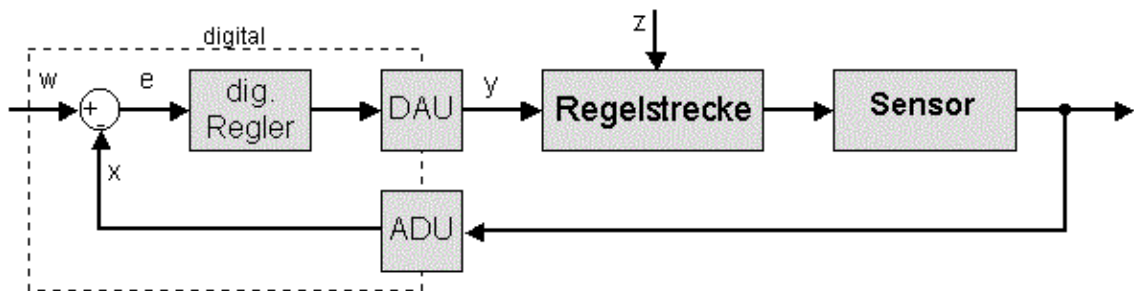 digital
w
+
-
e
dig.
Regler
DAU
y
z
Regelstrecke
Sensor
x
ADU